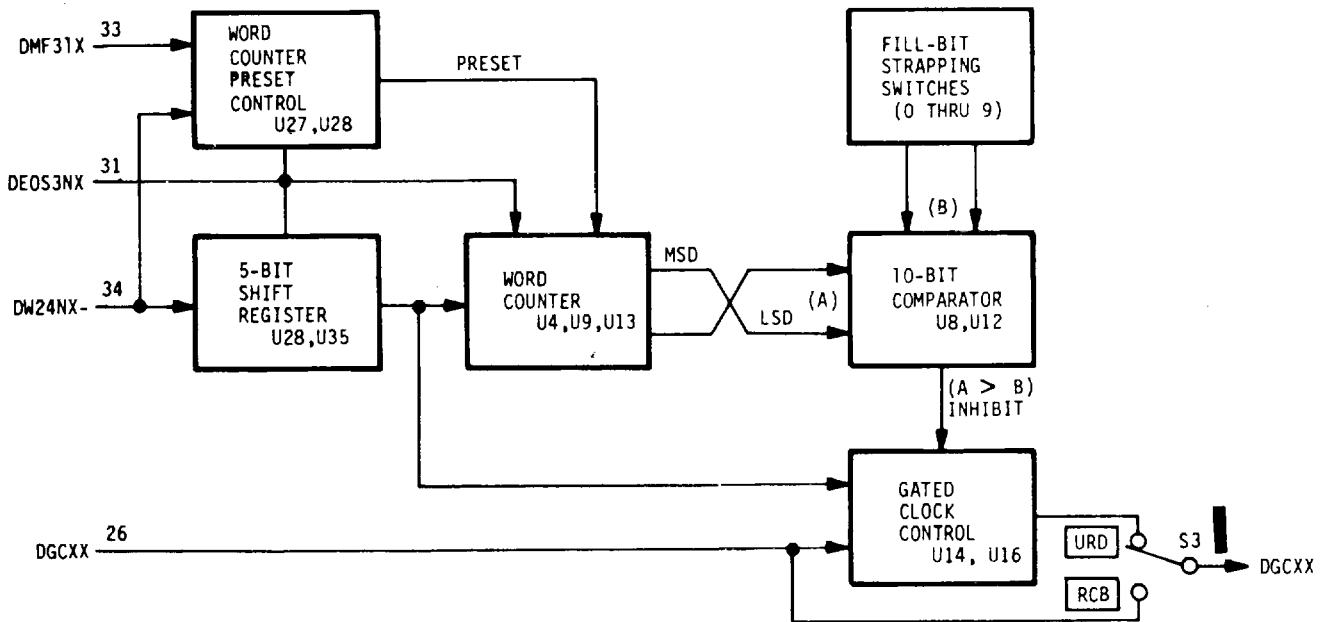 DMF31X
33
WORD
COUNTER
PRESET
CONTROL
U27,U28
PRESET
FILL-BIT
STRAPPING
SWITCHES
(0 THRU 9)
DEOS3NX
31
(B)
DW24NX-
34
5-BIT
SHIFT
REGISTER
U28,U35
WORD
COUNTER
U4,U9,U13
MSD
(A)
LSD
10-BIT
COMPARATOR
U8,U12
(A > B)
INHIBIT
DGCXX
26
GATED
CLOCK
CONTROL
U14, U16
URD
S3
DGCXX
RCB